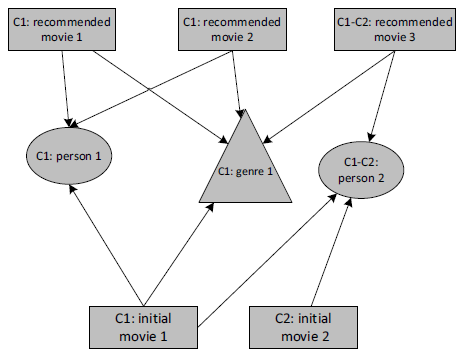 C1: recommended
movie 1
C1: recommended
movie 2
C1-C2: recommended
movie 3
C1: person 1
C1: genre 1
C1-C2:
person 2
C1: initial
movie 1
C2: initial
movie 2